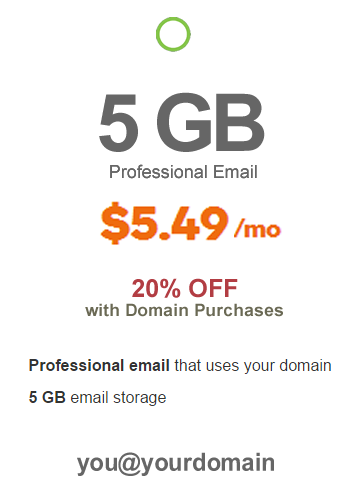 5 GB
Professional Email
$5.49 /mo
20% OFF
with Domain Purchases
Professional email that uses your domain
5 GB email storage
you@yourdomain